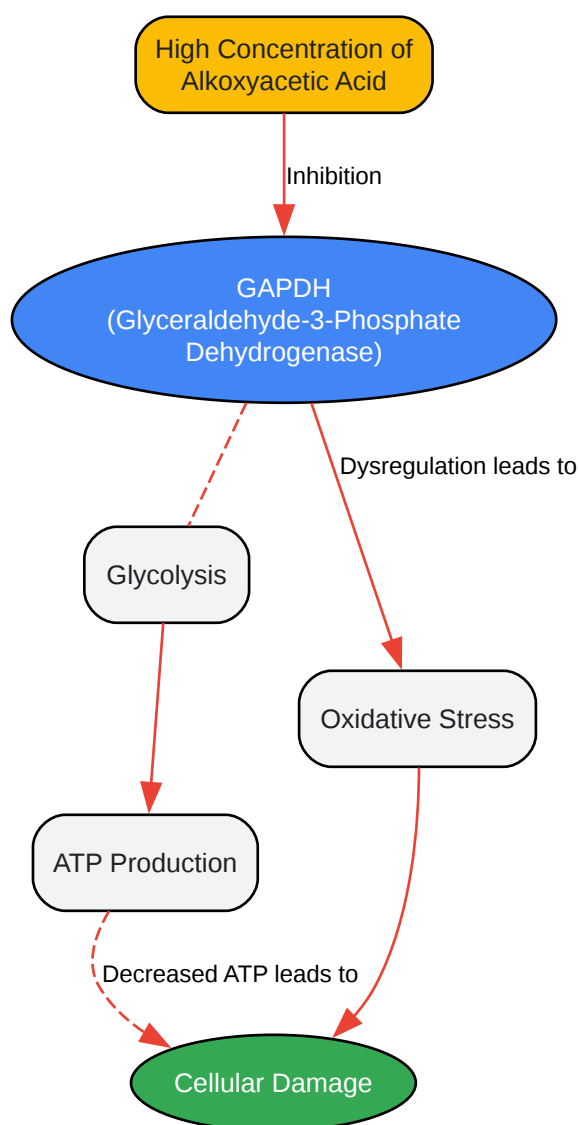 High Concentration of
Alkoxyacetic Acid
Inhibition
GAPDH
(Glyceraldehyde-3-Phosphate
Dehydrogenase)
Dysregulation leads to
Glycolysis
Oxidative Stress
ATP Production
Decreased ATP leads to
Cellular Damage